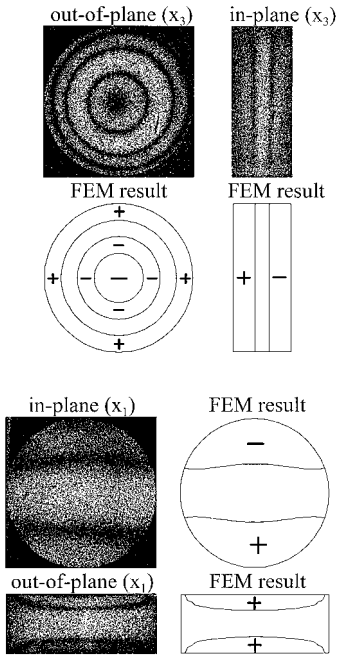 out-of-plane (x3) in-plane (x3)
FEM result FEM result
+
-
+ - - - +
-
+
+ -
in-plane (x1) FEM result
-
+
out-of-plane (x1) FEM result
+
+